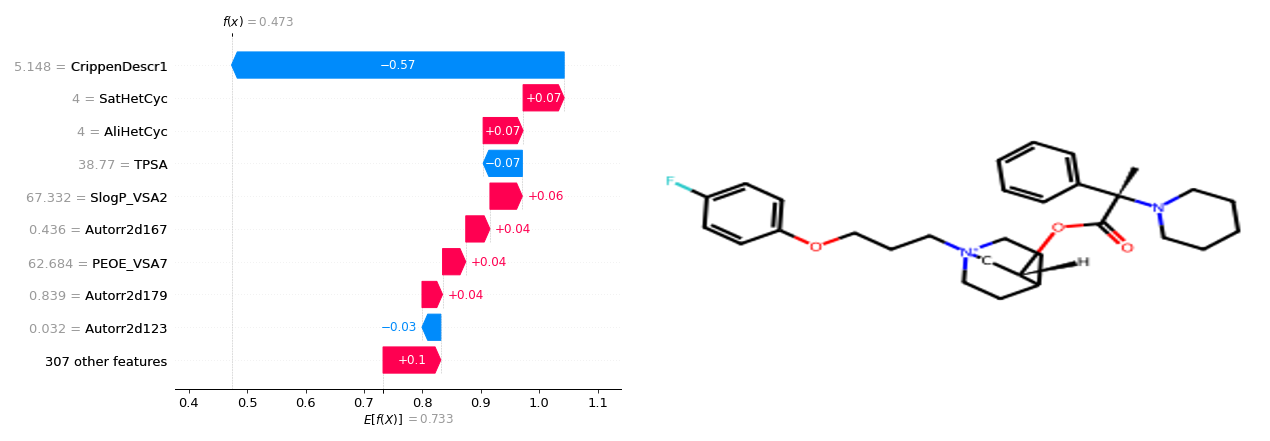 f(x) = 0.473
5.148 = CrippenDescr1
−0.57
4 = SatHetCyc
+0.07
4 = AliHetCyc
+0.07
38.77 = TPSA
−0.07
67.332 = SlogP_VSA2
+0.06
0.436 = Autorr2d167
+0.04
62.684 = PEOE_VSA7
+0.04
0.839 = Autorr2d179
+0.04
0.032 = Autorr2d123
−0.03
307 other features
+0.1
0.4 0.5 0.6 0.7 0.8 0.9 1.0 1.1
E[f(X)] = 0.733
F
O
N+
C
H
O
O
N